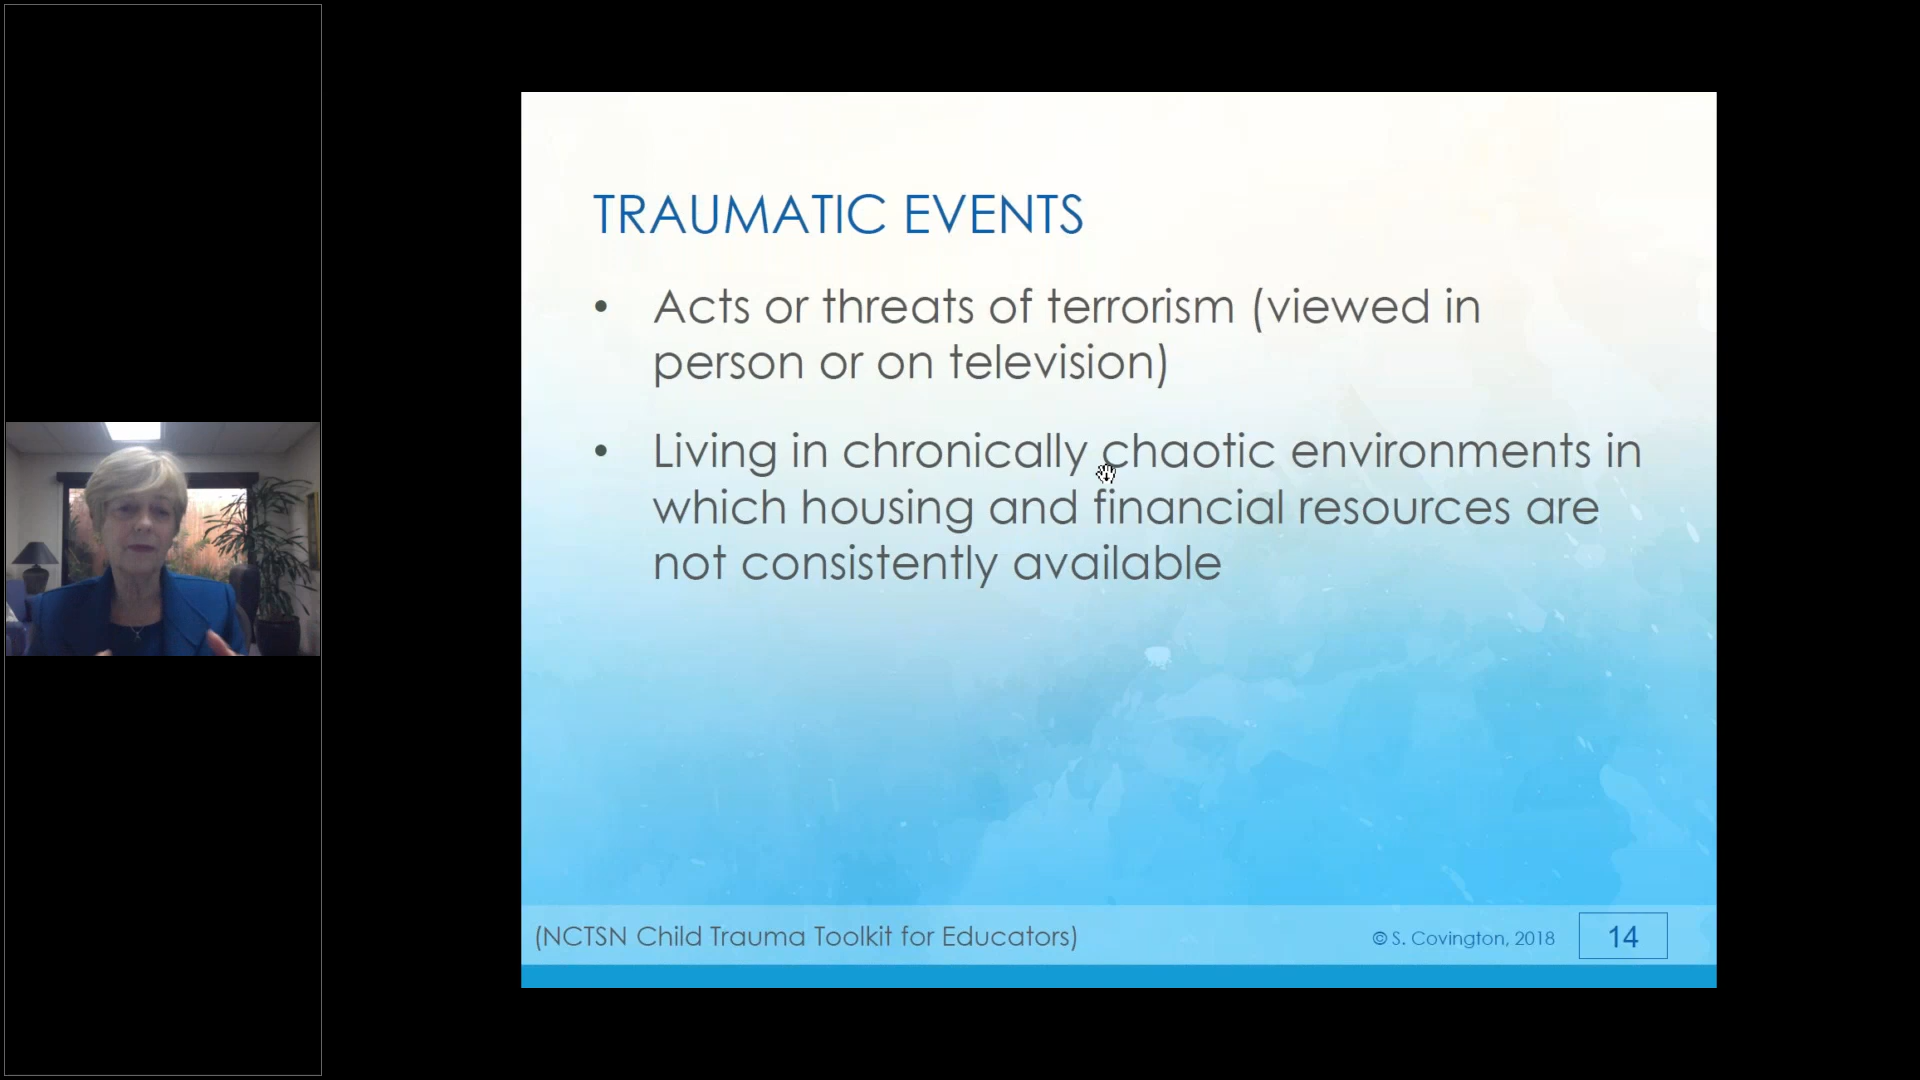 TRAUMATIC EVENTS
• Acts or threats of terrorism (viewed in
person or on television)
• Living in chronically chaotic environments in
which housing and financial resources are
not consistently available
(NCTSN Child Trauma Toolkit for Educators)
© S. Covington, 2018
14